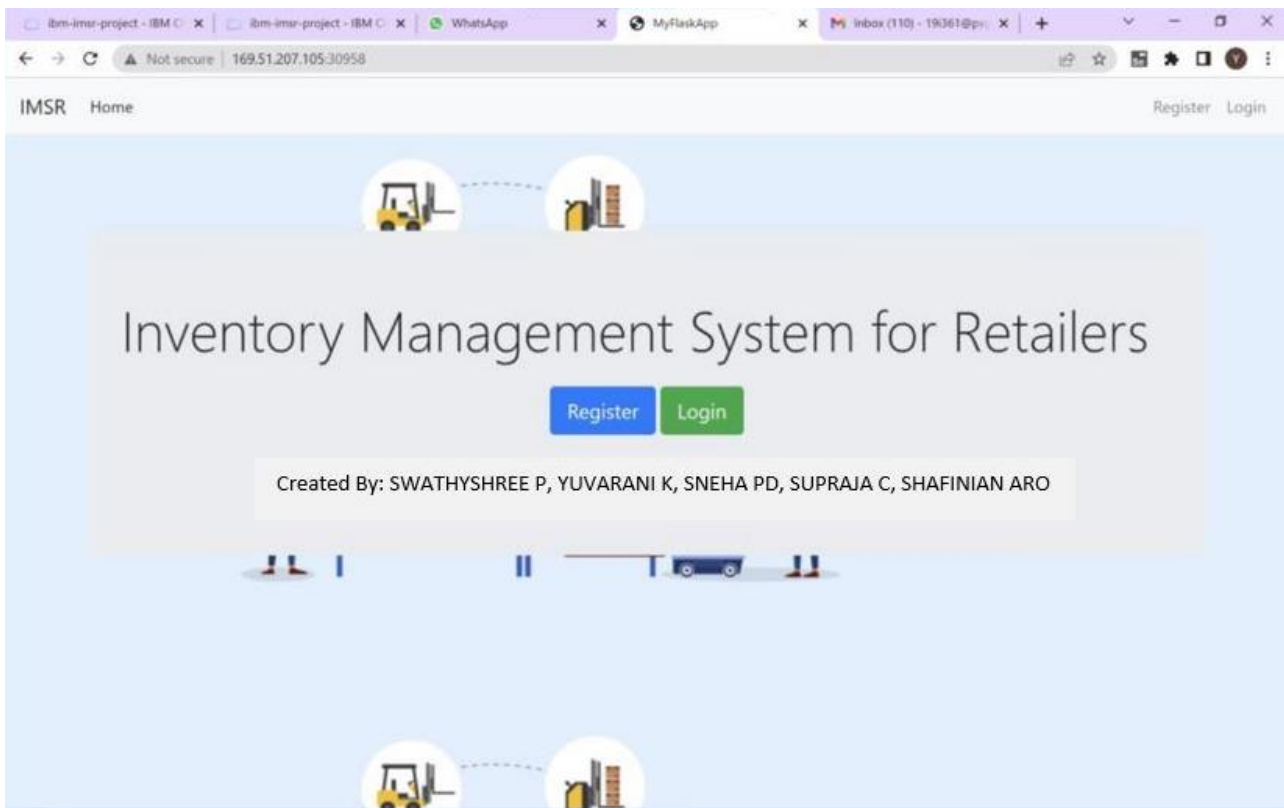 ibm-imsr-project - IBM C
ibm-imsr-project - IBM C
WhatsApp
MyFlaskApp
Inbox (110) - 19i361@ps
Not secure | 169.51.207.105:30958
IMSR Home
Register Login
Inventory Management System for Retailers
Register Login
Created By: SWATHYSHREE P, YUVARANI K, SNEHA PD, SUPRAJA C, SHAFINIAN ARO